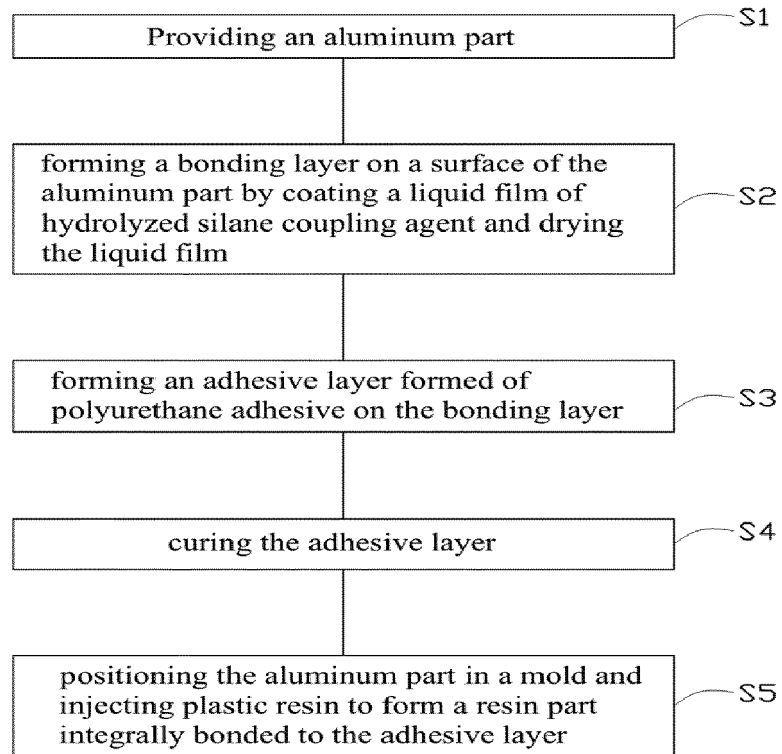 Providing an aluminum part
S1
forming a bonding layer on a surface of the
aluminum part by coating a liquid film of
hydrolyzed silane coupling agent and drying
the liquid film
S2
forming an adhesive layer formed of
polyurethane adhesive on the bonding layer
S3
curing the adhesive layer
S4
positioning the aluminum part in a mold and
injecting plastic resin to form a resin part
integrally bonded to the adhesive layer
S5